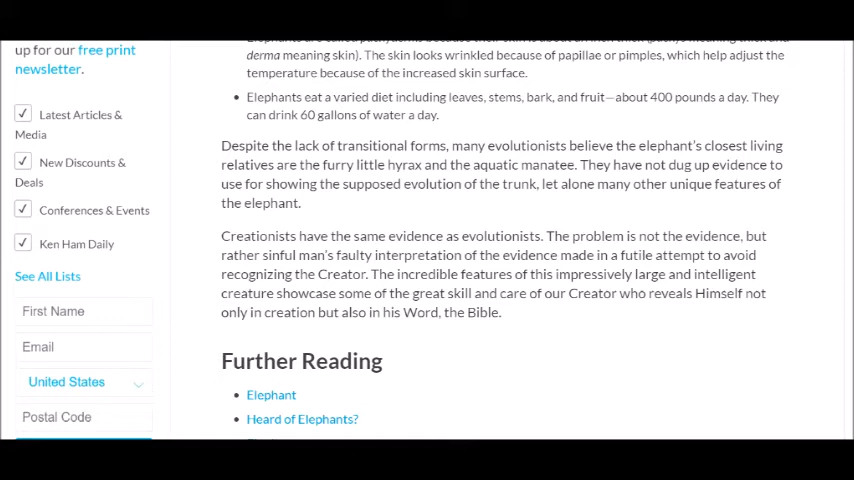 up for our free print
newsletter.
✓ Latest Articles &
Media
✓ New Discounts &
Deals
✓ Conferences & Events
✓ Ken Ham Daily
See All Lists
First Name
Email
United States
Postal Code
derma meaning skin). The skin looks wrinkled because of papillae or pimples, which help adjust the
temperature because of the increased skin surface.
• Elephants eat a varied diet including leaves, stems, bark, and fruit—about 400 pounds a day. They
can drink 60 gallons of water a day.
Despite the lack of transitional forms, many evolutionists believe the elephant's closest living
relatives are the furry little hyrax and the aquatic manatee. They have not dug up evidence to
use for showing the supposed evolution of the trunk, let alone many other unique features of
the elephant.
Creationists have the same evidence as evolutionists. The problem is not the evidence, but
rather sinful man's faulty interpretation of the evidence made in a futile attempt to avoid
recognizing the Creator. The incredible features of this impressively large and intelligent
creature showcase some of the great skill and care of our Creator who reveals Himself not
only in creation but also in his Word, the Bible.
Further Reading
• Elephant
• Heard of Elephants?